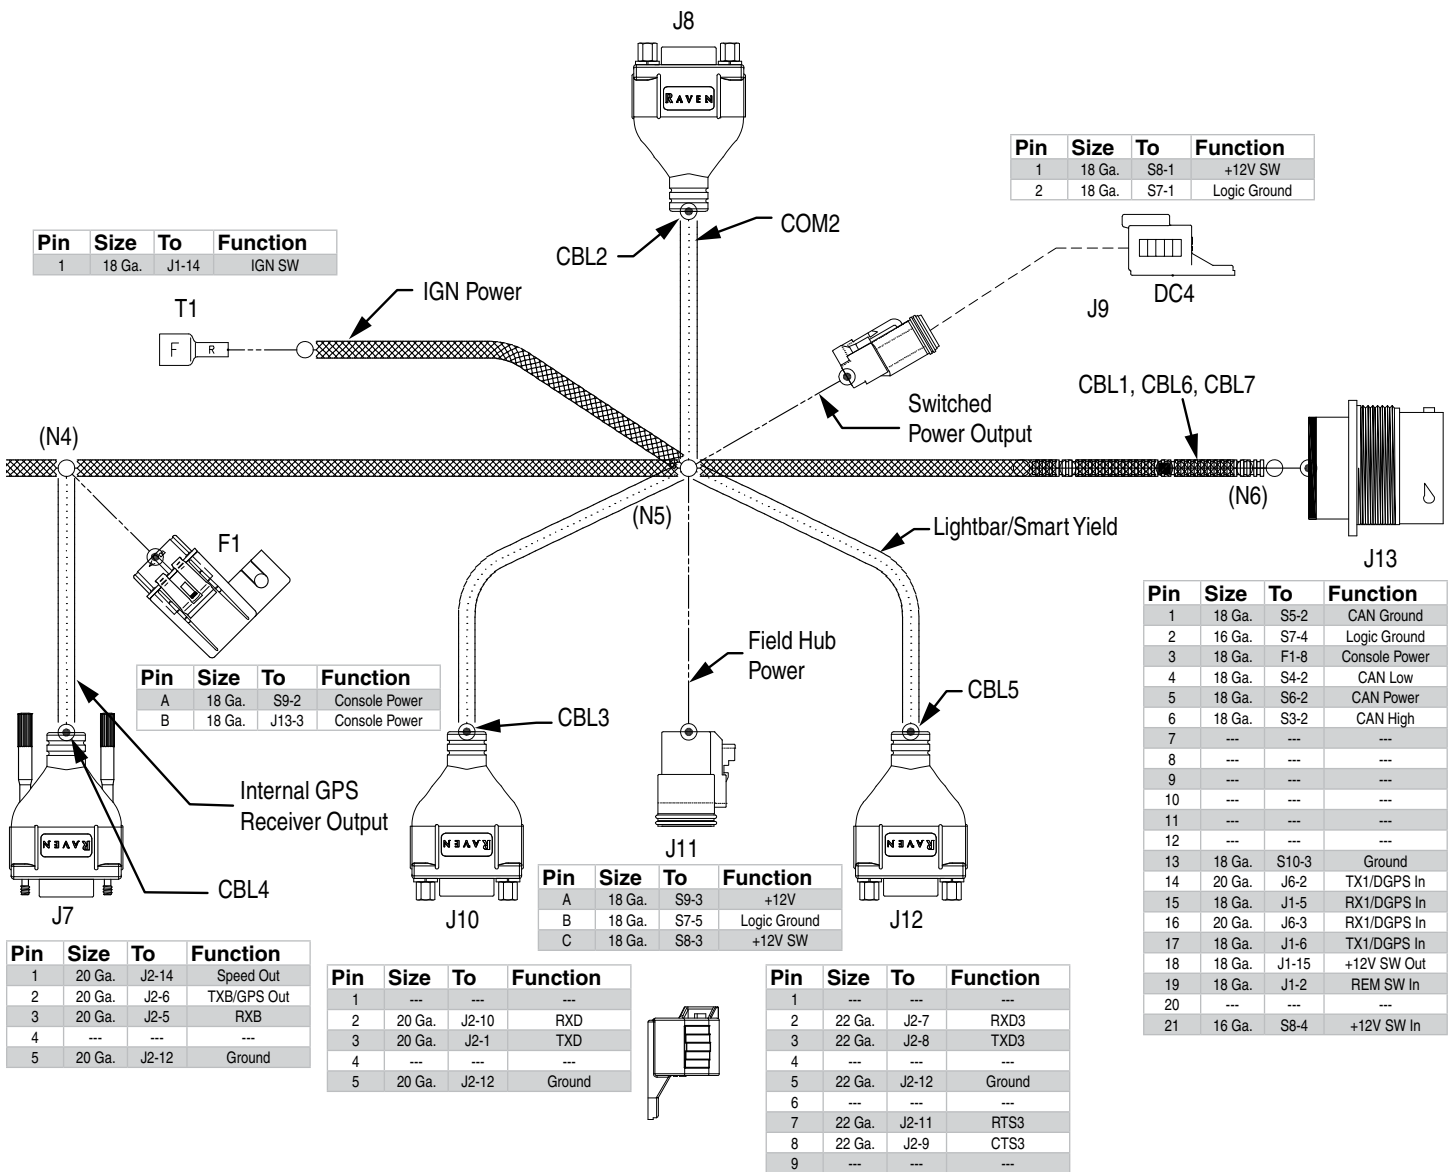 J8
RAVEN
Pin Size To Function
1 18 Ga. S8-1 +12V SW
2 18 Ga. S7-1 Logic Ground
COM2
CBL2
Pin Size To Function
1 18 Ga. J1-14 IGN SW
IGN Power
T1
F R
J9
DC4
CBL1, CBL6, CBL7
Switched
Power Output
(N4)
(N5)
(N6)
F1
Lightbar/Smart Yield
J13
Pin Size To Function
1 18 Ga. S5-2 CAN Ground
2 16 Ga. S7-4 Logic Ground
3 18 Ga. F1-8 Console Power
4 18 Ga. S4-2 CAN Low
5 18 Ga. S6-2 CAN Power
6 18 Ga. S3-2 CAN High
7 --- --- ---
8 --- --- ---
9 --- --- ---
10 --- --- ---
11 --- --- ---
12 --- --- ---
13 18 Ga. S10-3 Ground
14 20 Ga. J6-2 TX1/DGPS In
15 18 Ga. J1-5 RX1/DGPS In
16 20 Ga. J6-3 RX1/DGPS In
17 18 Ga. J1-6 TX1/DGPS In
18 18 Ga. J1-15 +12V SW Out
19 18 Ga. J1-2 REM SW In
20 --- --- ---
21 16 Ga. S8-4 +12V SW In
Pin Size To Function
A 18 Ga. S9-2 Console Power
B 18 Ga. J13-3 Console Power
Field Hub
Power
CBL3
CBL5
Internal GPS
Receiver Output
RAVEN
RAVEN
RAVEN
CBL4
J7
J10
J11
J12
Pin Size To Function
A 18 Ga. S9-3 +12V
B 18 Ga. S7-5 Logic Ground
C 18 Ga. S8-3 +12V SW
Pin Size To Function
1 20 Ga. J2-14 Speed Out
2 20 Ga. J2-6 TXB/GPS Out
3 20 Ga. J2-5 RXB
4 --- --- ---
5 20 Ga. J2-12 Ground
Pin Size To Function
1 --- --- ---
2 20 Ga. J2-10 RXD
3 20 Ga. J2-1 TXD
4 --- --- ---
5 20 Ga. J2-12 Ground
Pin Size To Function
1 --- --- ---
2 22 Ga. J2-7 RXD3
3 22 Ga. J2-8 TXD3
4 --- --- ---
5 22 Ga. J2-12 Ground
6 --- --- ---
7 22 Ga. J2-11 RTS3
8 22 Ga. J2-9 CTS3
9 --- --- ---